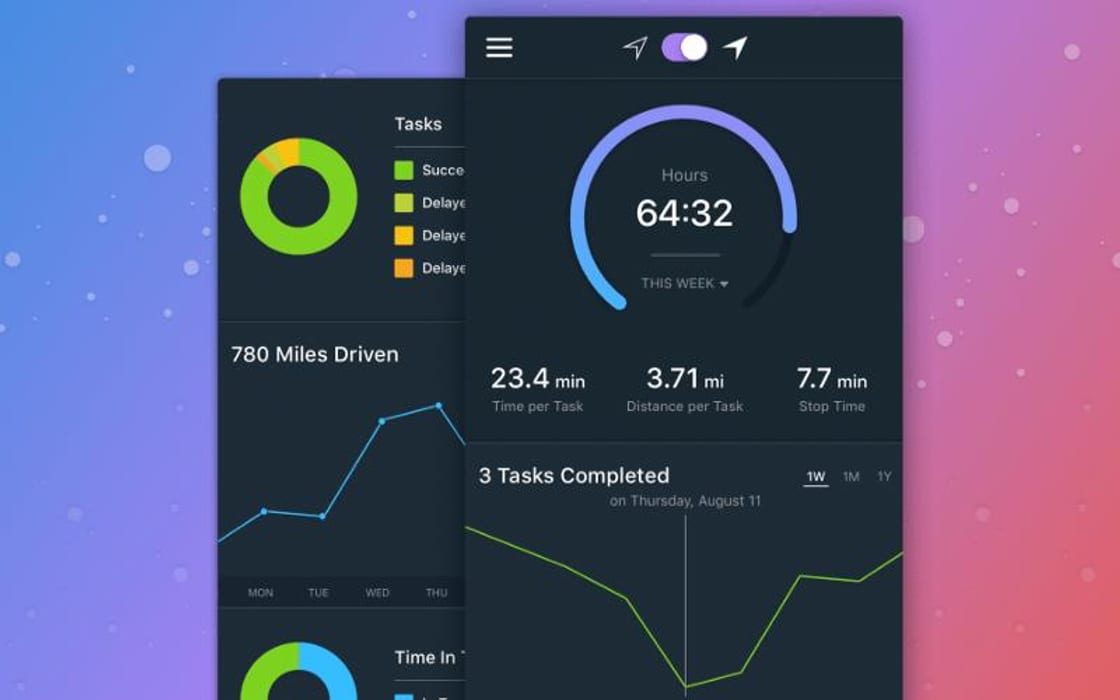 Tasks
Succe
Delaye
Delaye
Delaye
780 Miles Driven
MON TUE WED THU
Time In
Hours
64:32
THIS WEEK
23.4 min 3.71 mi 7.7 min
Time per Task Distance per Task Stop Time
3 Tasks Completed
1W 1M 1Y
on Thursday, August 11